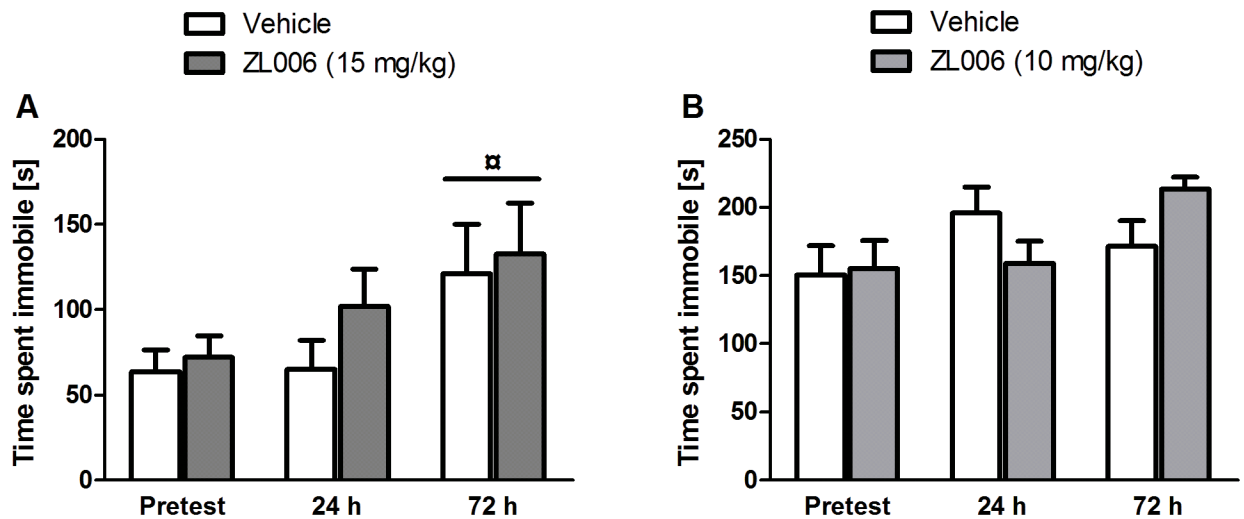 Vehicle
ZL006 (15 mg/kg)
A
Time spent immobile [s]
200
150
100
50
0
¤
Pretest
24 h
72 h
Vehicle
ZL006 (10 mg/kg)
B
Time spent immobile [s]
250
200
150
100
50
0
Pretest
24 h
72 h